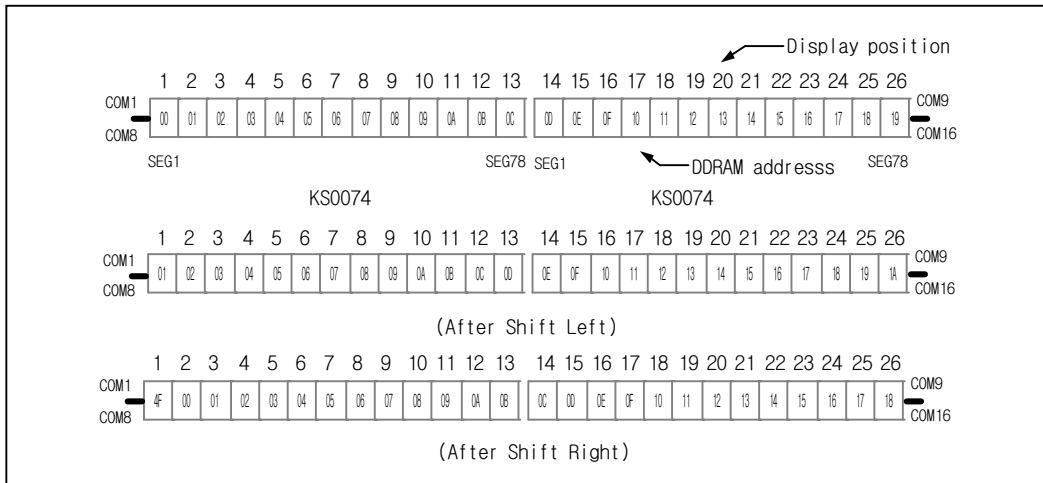 Display position
1 2 3 4 5 6 7 8 9 10 11 12 13 14 15 16 17 18 19 20 21 22 23 24 25 26
COM1 00 01 02 03 04 05 06 07 08 09 0A 0B 0C 0D 0E 0F 10 11 12 13 14 15 16 17 18 19 COM9
COM8 COM16
SEG1 SEG78 SEG1 DDRAM addresss SEG78
KS0074 KS0074
1 2 3 4 5 6 7 8 9 10 11 12 13 14 15 16 17 18 19 20 21 22 23 24 25 26
COM1 01 02 03 04 05 06 07 08 09 0A 0B 0C 0D 0E 0F 10 11 12 13 14 15 16 17 18 19 1A COM9
COM8 COM16
(After Shift Left)
1 2 3 4 5 6 7 8 9 10 11 12 13 14 15 16 17 18 19 20 21 22 23 24 25 26
COM1 4F 00 01 02 03 04 05 06 07 08 09 0A 0B 0C 0D 0E 0F 10 11 12 13 14 15 16 17 18 COM9
COM8 COM16
(After Shift Right)